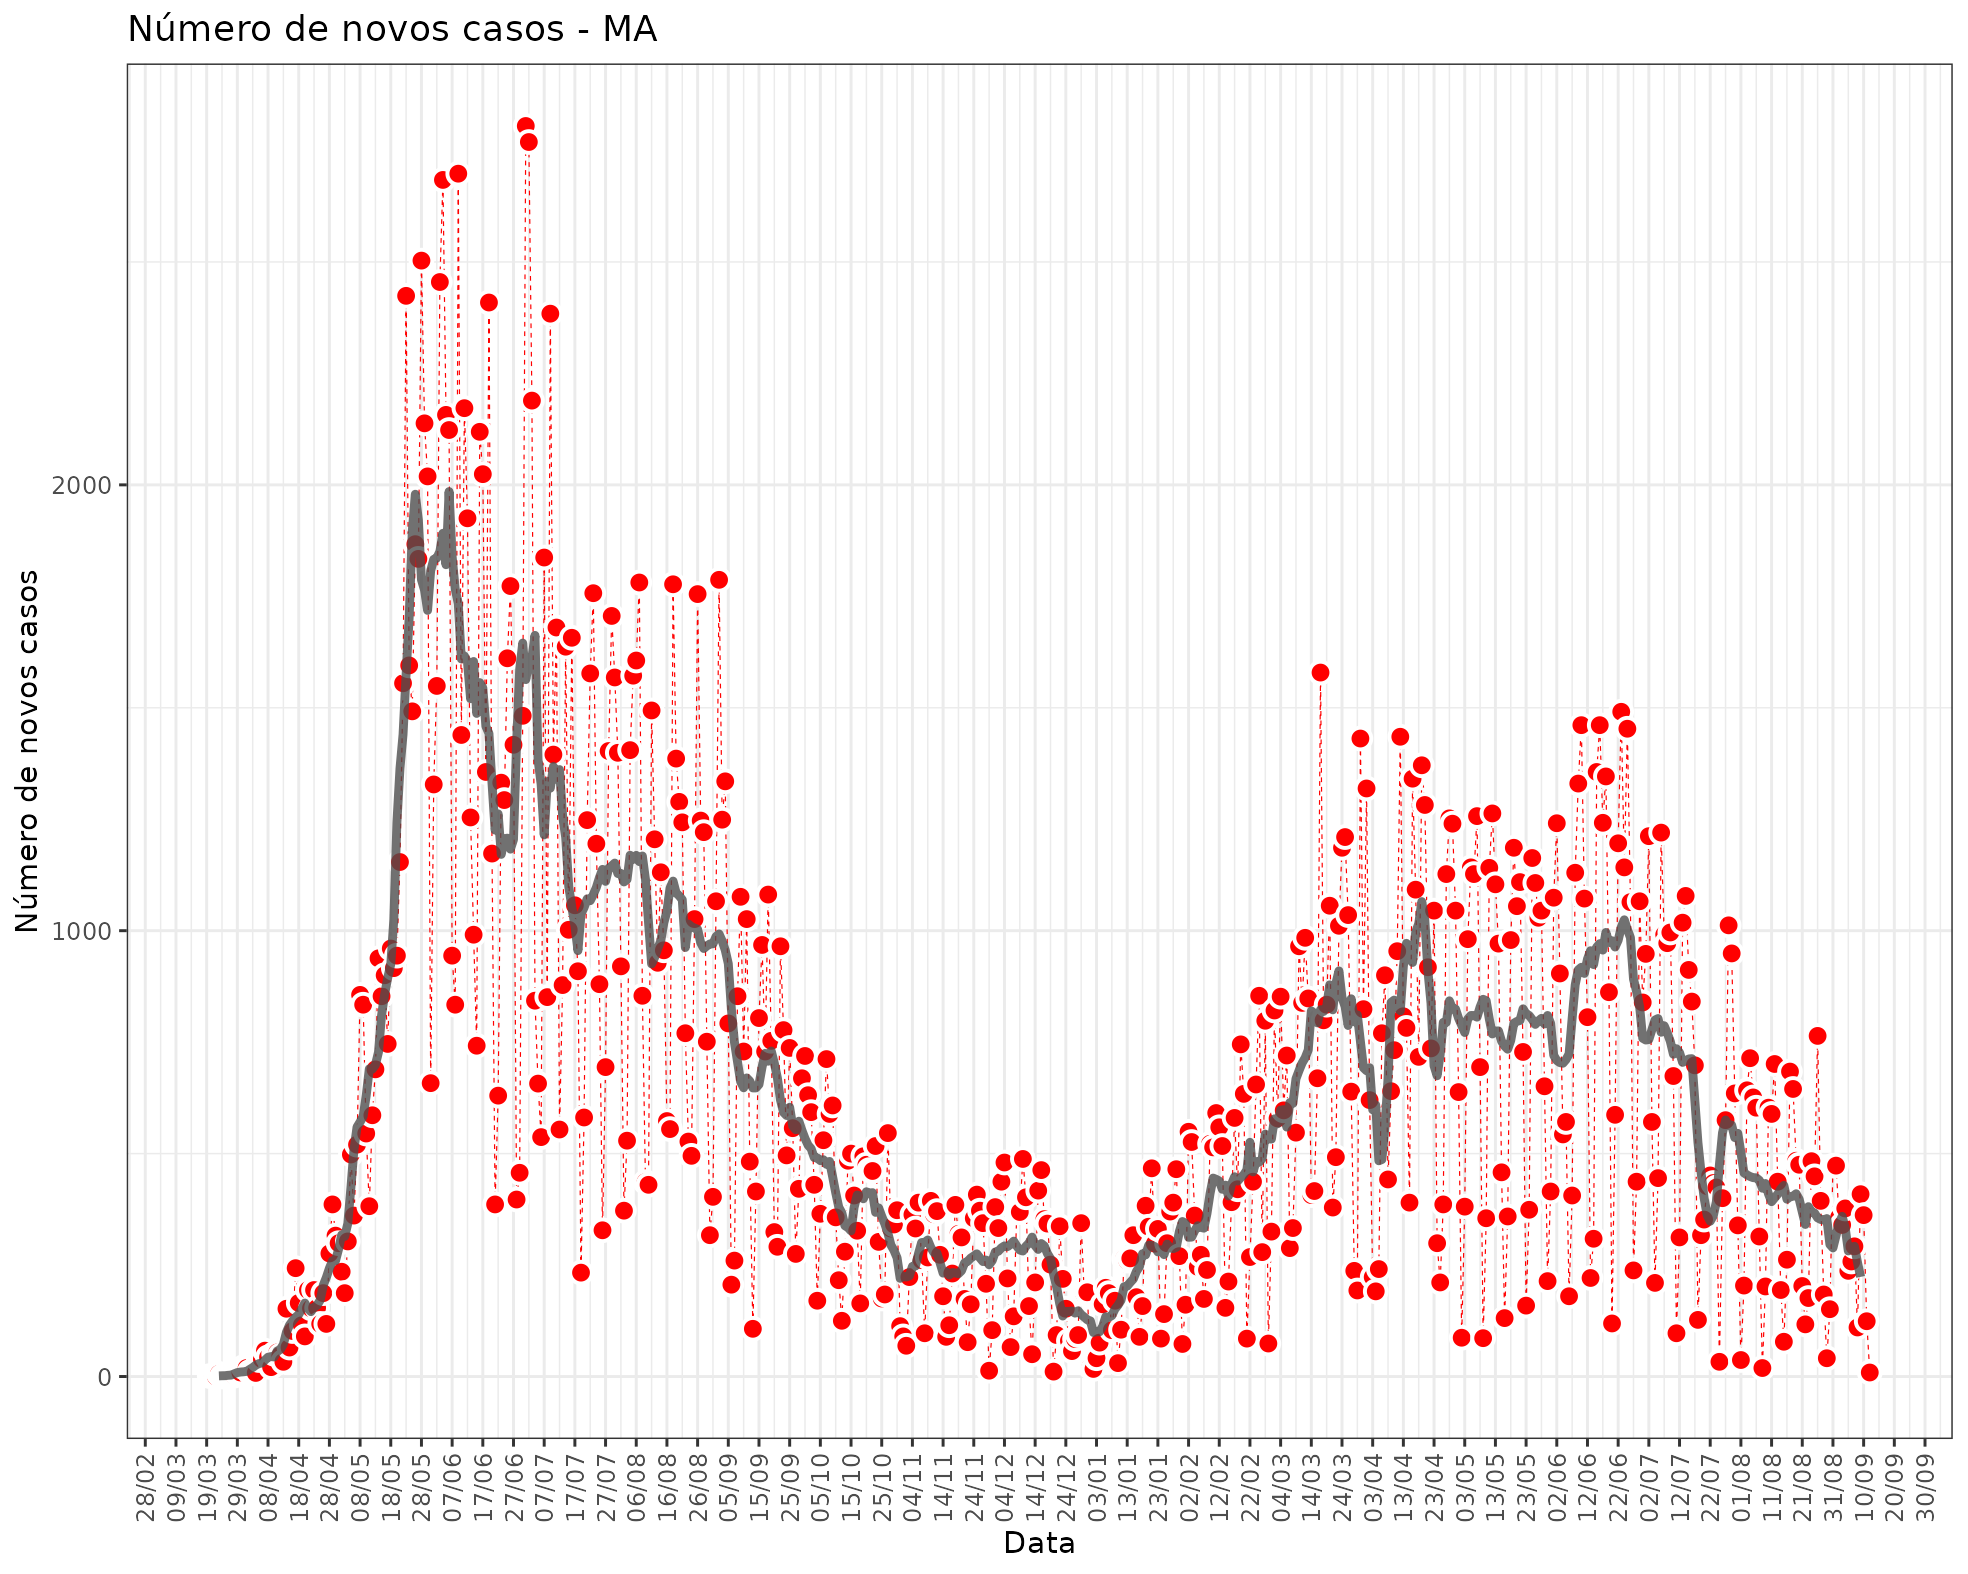 Número de novos casos - MA
Número de novos casos
2000
1000
0
28/02 09/03 19/03 29/03 08/04 18/04 28/04 08/05 18/05 28/05 07/06 17/06 27/06 07/07 17/07 27/07 06/08 16/08 26/08 05/09 15/09 25/09 05/10 15/10 25/10 04/11 14/11 24/11 04/12 14/12 24/12 03/01 13/01 23/01 02/02 12/02 22/02 04/03 14/03 24/03 03/04 13/04 23/04 03/05 13/05 23/05 02/06 12/06 22/06 02/07 12/07 22/07 01/08 11/08 21/08 31/08 10/09 20/09 30/09
Data